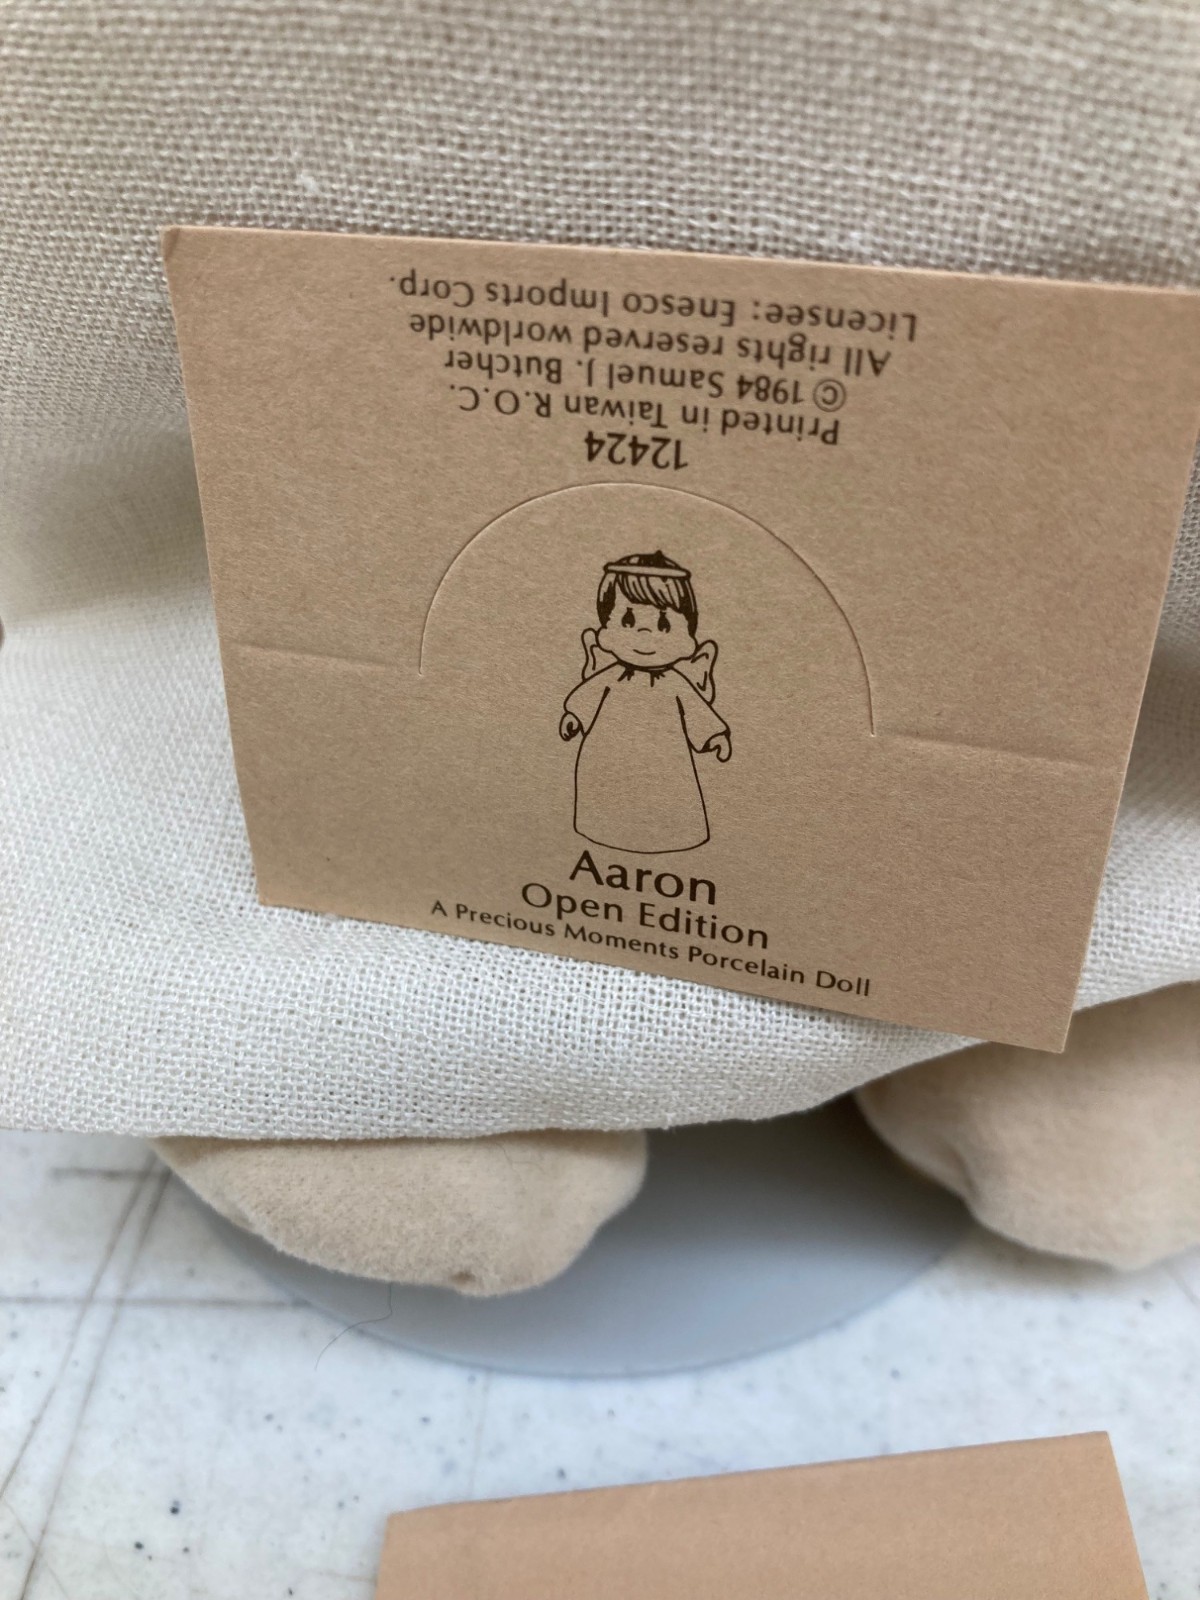 Licensee: Enesco Imports Corp.
All rights reserved worldwide
© 1984 Samuel J. Butcher
Printed in Taiwan R.O.C.
12424
Aaron
Open Edition
A Precious Moments Porcelain Doll